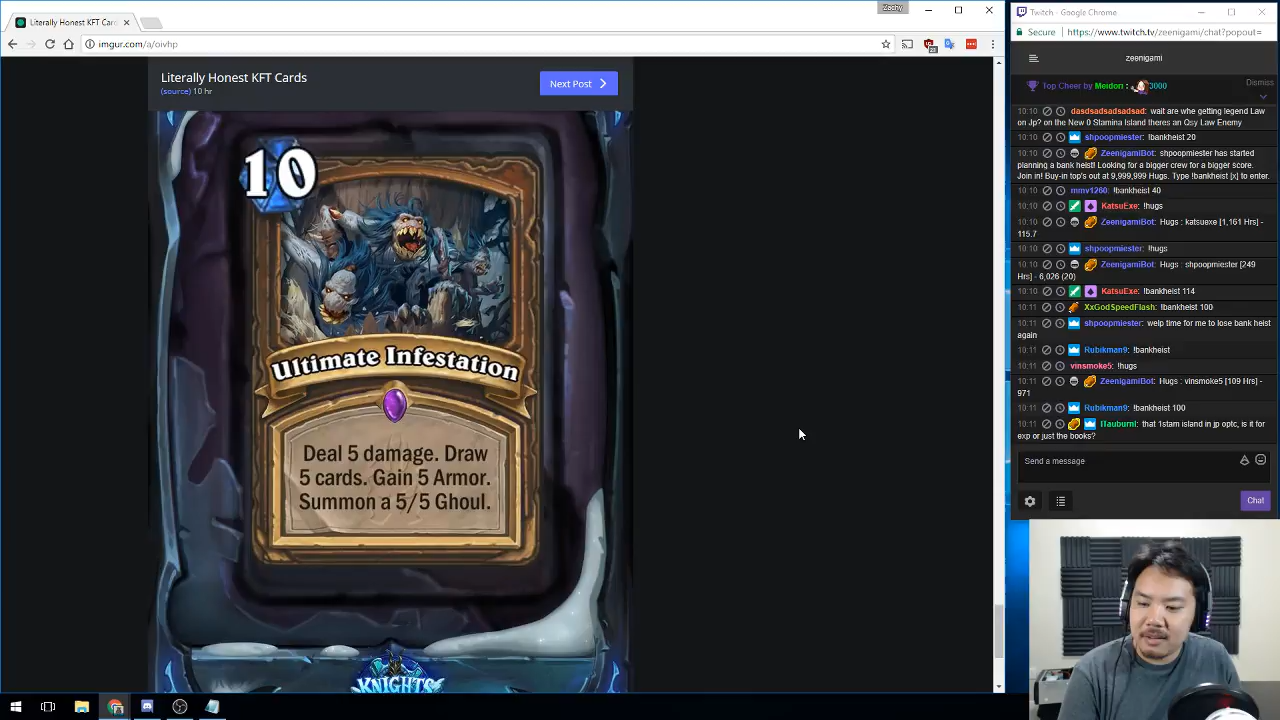 Literally Honest KFT Card
Zachy
imgur.com/a/oivhp
Literally Honest KFT Cards
(source) 10 hr
Next Post
10
Ultimate Infestation
Deal 5 damage. Draw
5 cards. Gain 5 Armor.
Summon a 5/5 Ghoul.
KNIGHTS
Twitch - Google Chrome
Secure
https://www.twitch.tv/zeenigami/chat?popout=
zeenigami
Top Cheer by Meidori : 3000
Dismiss
10:10 dasdsadsadsadsad: wait are whe getting legend Law
on Jp? on the New 0 Stamina Island theres an Qsy Law Enemy
10:10 shpoopmiester: !bankheist 20
10:10 ZeenigamiBot: shpoopmiester has started
planning a bank heist! Looking for a bigger crew for a bigger score
Join in! Buy-in top's out at 9,999,999 Hugs. Type !bankheist [x] to enter.
10:10 mmv1260: !bankheist 40
10:10 KatsuExe: !hugs
10:10 ZeenigamiBot: Hugs : katsuexe [1,161 Hrs] -
115.7
10:10 shpoopmiester: !hugs
10:10 ZeenigamiBot: Hugs : shpoopmiester [249
Hrs] - 6,026 (20)
10:10 KatsuExe: !bankheist 114
10:11 XxGodSpeedFlash: !bankheist 100
10:11 shpoopmiester: welp time for me to lose bank heist
again
10:11 Rubikman9: !bankheist
10:11 vinsmoke5: !hugs
10:11 ZeenigamiBot: Hugs : vinsmoke5 [109 Hrs] -
971
10:11 Rubikman9: !bankheist 100
10:11 : that 1stam island in jp optc, is it for
exp or just the books?
Send a message
Chat